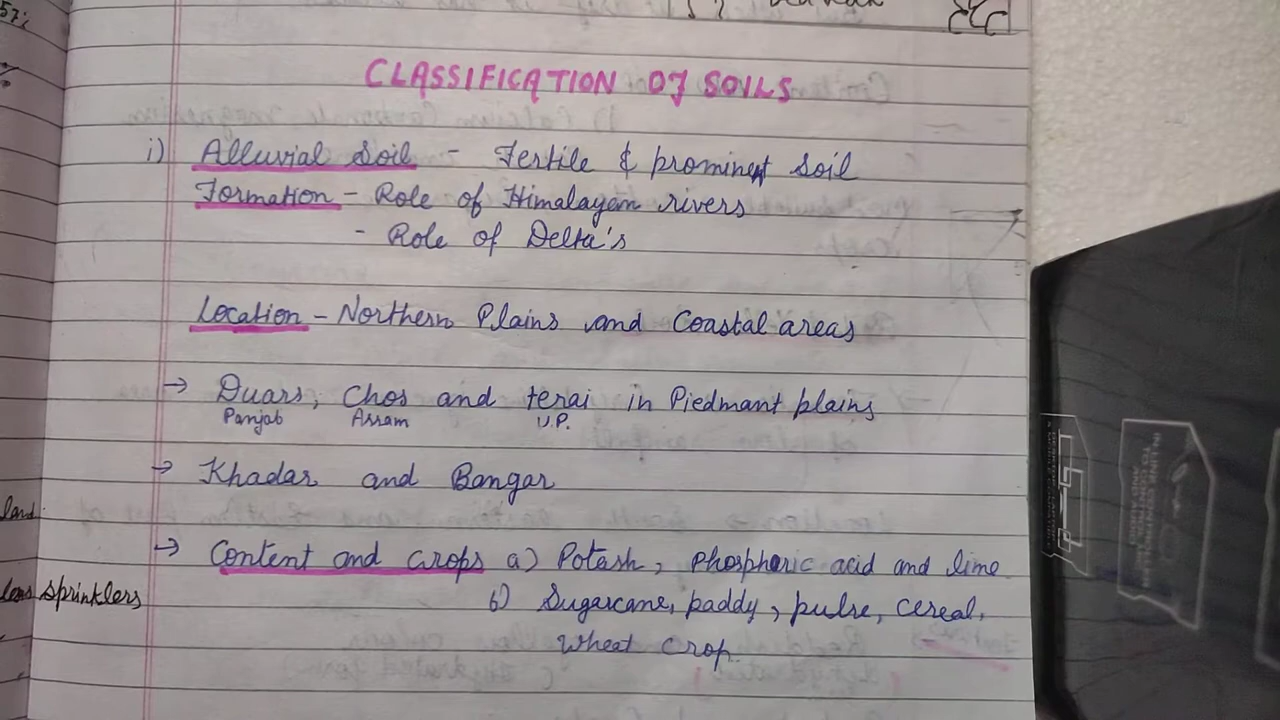 57%
CLASSIFICATION OF SOILS
i) Alluvial Soil - Fertile & prominent soil
Formation - Role of Himalayan rivers
- Role of Delta's
Location - Northern Plains and Coastal areas
→ Duars, Chos and terai in Piedmant plains
Panjab Assam U.P.
→ Khadar and Bangar
land
→ Content and crops a) Potash, Phosphoric acid and lime
sprinklers
b) Sugarcane, paddy, pulse, cereal,
Wheat crop.